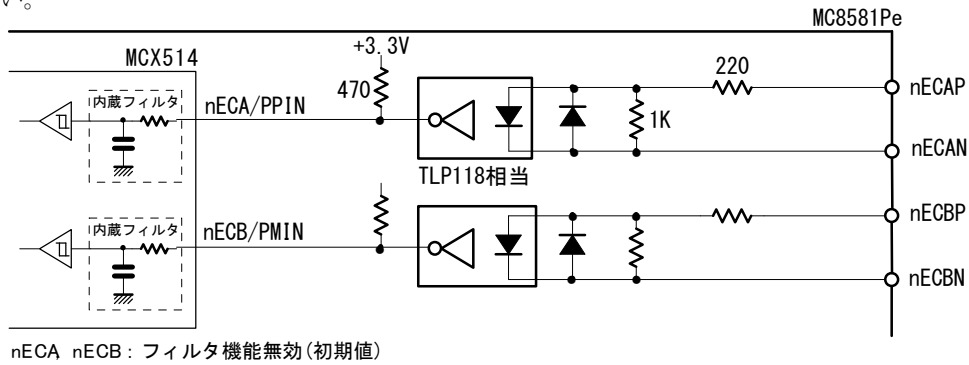 い。
MC8581Pe
MCX514
+3.3V
470
220
内蔵フィルタ
nECA/PPIN
nECAP
1K
nECAN
TLP118相当
内蔵フィルタ
nECB/PMIN
nECBP
nECBN
nECA, nECB : フィルタ機能無効(初期値)